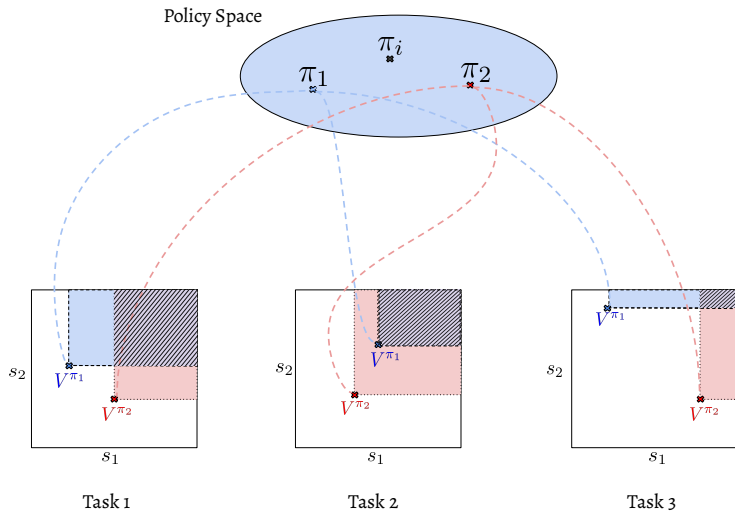 Policy Space
π_i
π_1 π_2
s_2 V^{π_1} V^{π_2} s_1
s_2 V^{π_1} V^{π_2} s_1
s_2 V^{π_1} V^{π_2} s_1
Task 1 Task 2 Task 3